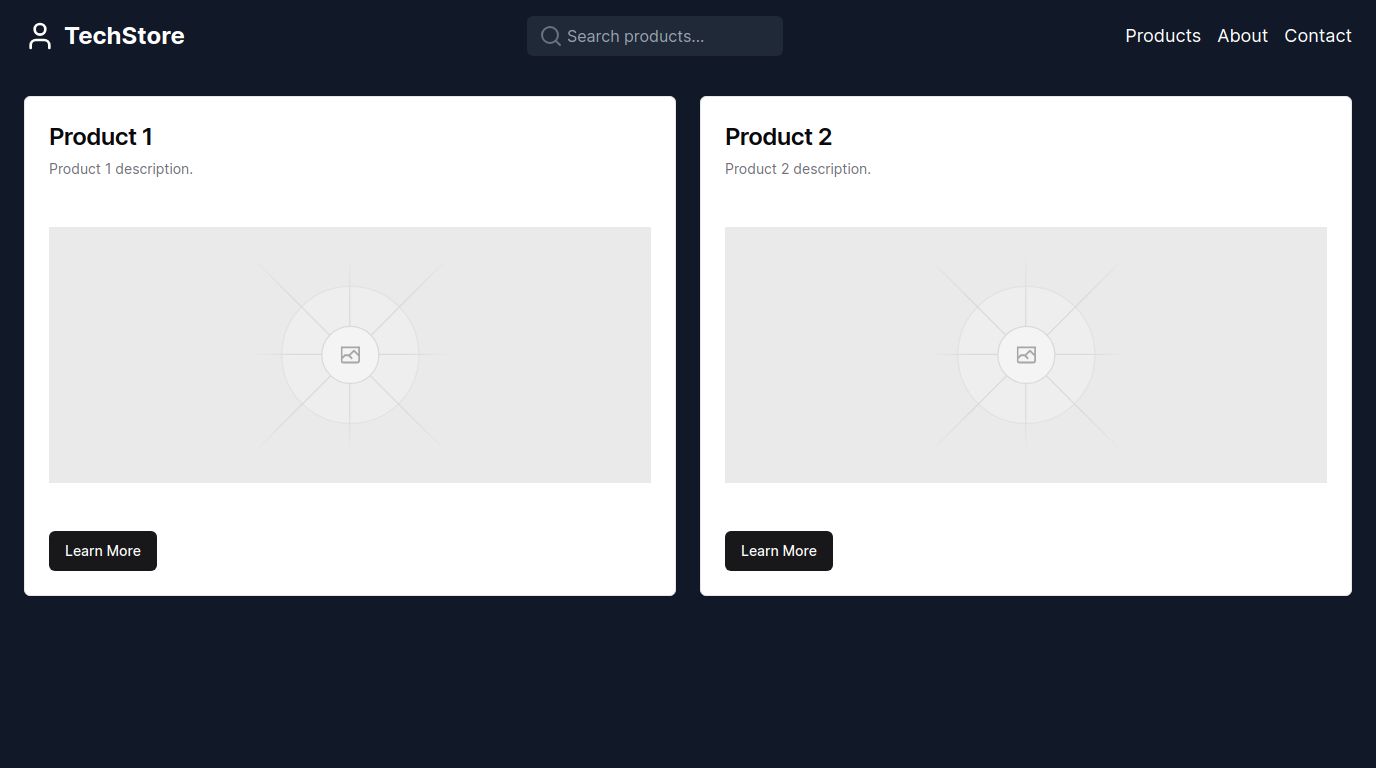 TechStore
Search products...
Products About Contact
Product 1
Product 1 description.
Learn More
Product 2
Product 2 description.
Learn More